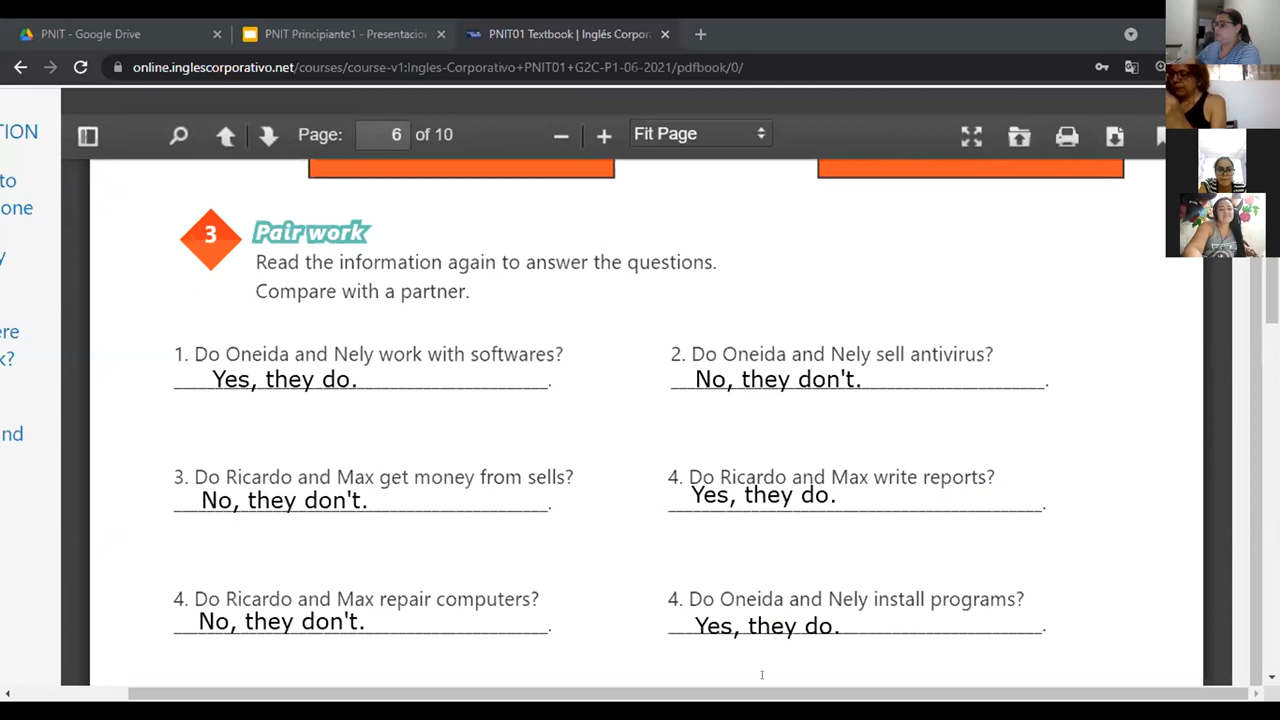 PNIT - Google Drive
PNIT Principiante1 - Presentacio
PNIT01 Textbook | Inglés Corpor
online.inglescorporativo.net/courses/course-v1:Ingles-Corporativo+PNIT01+G2C-P1-06-2021/pdfbook/0/
Page: 6 of 10
Fit Page
TION
to
one
y
ere
k?
nd
3
Pair work
Read the information again to answer the questions.
Compare with a partner.
1. Do Oneida and Nely work with softwares?
Yes, they do.
2. Do Oneida and Nely sell antivirus?
No, they don't.
3. Do Ricardo and Max get money from sells?
No, they don't.
4. Do Ricardo and Max write reports?
Yes, they do.
4. Do Ricardo and Max repair computers?
No, they don't.
4. Do Oneida and Nely install programs?
Yes, they do.